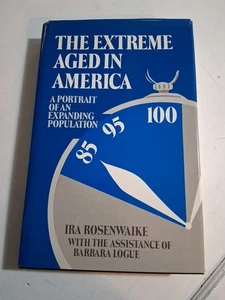 THE EXTREME
AGED IN
AMERICA
A PORTRAIT
OF AN
EXPANDING
POPULATION
85
95
100
IRA ROSENWAIKE
WITH THE ASSISTANCE OF
BARBARA LOGUE